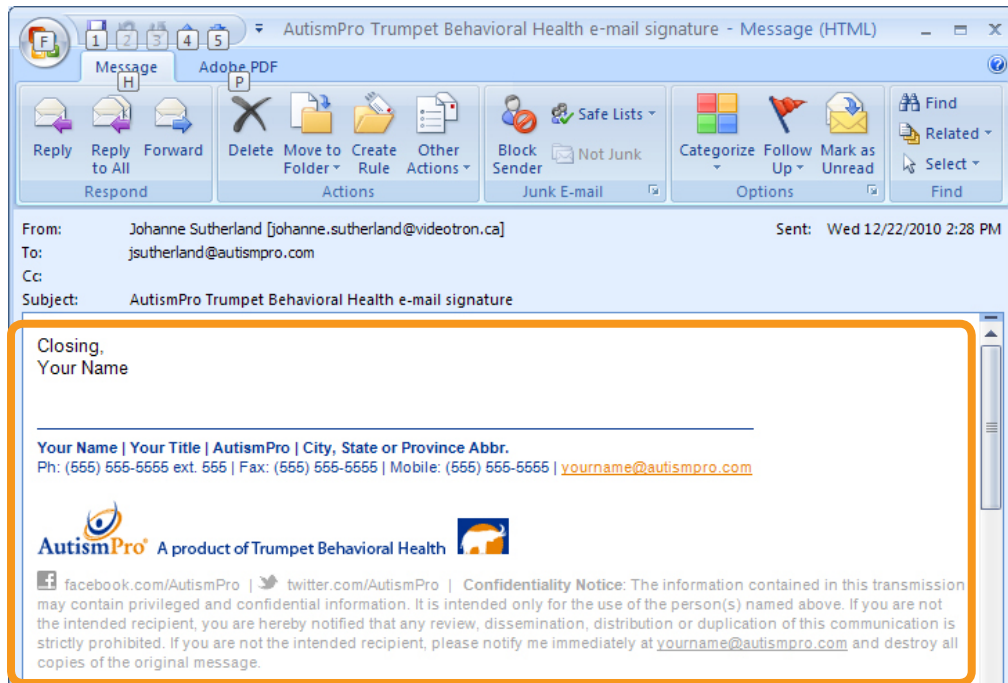 F 1 2 3 4 5 AutismPro Trumpet Behavioral Health e-mail signature - Message (HTML)
Message Adobe PDF
H P
Reply Reply to All Forward Delete Move to Folder Create Rule Other Actions Block Sender Safe Lists Not Junk Categorize Follow Up Mark as Unread Find Related Select
Respond Actions Junk E-mail Options Find
From: Johanne Sutherland [johanne.sutherland@videotron.ca] Sent: Wed 12/22/2010 2:28 PM
To: jsutherland@autismpro.com
Cc:
Subject: AutismPro Trumpet Behavioral Health e-mail signature
Closing,
Your Name
Your Name | Your Title | AutismPro | City, State or Province Abbr.
Ph: (555) 555-5555 ext. 555 | Fax: (555) 555-5555 | Mobile: (555) 555-5555 | yourname@autismpro.com
AutismPro® A product of Trumpet Behavioral Health
facebook.com/AutismPro | twitter.com/AutismPro | Confidentiality Notice: The information contained in this transmission
may contain privileged and confidential information. It is intended only for the use of the person(s) named above. If you are not
the intended recipient, you are hereby notified that any review, dissemination, distribution or duplication of this communication is
strictly prohibited. If you are not the intended recipient, please notify me immediately at yourname@autismpro.com and destroy all
copies of the original message.